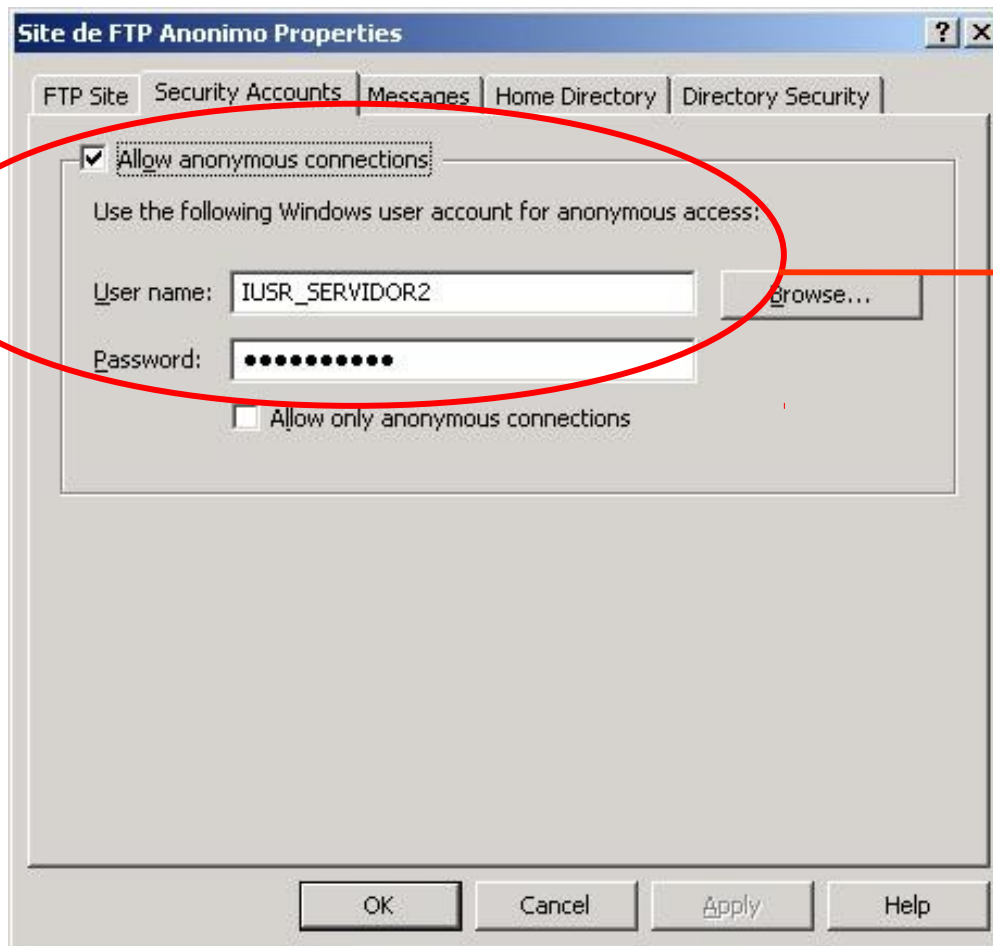 Site de FTP Anonimo Properties
FTP Site Security Accounts Messages Home Directory Directory Security
Allow anonymous connections
Use the following Windows user account for anonymous access:
User name: IUSR_SERVIDOR2 Browse...
Password: ●●●●●●●●●●
Allow only anonymous connections
OK Cancel Apply Help